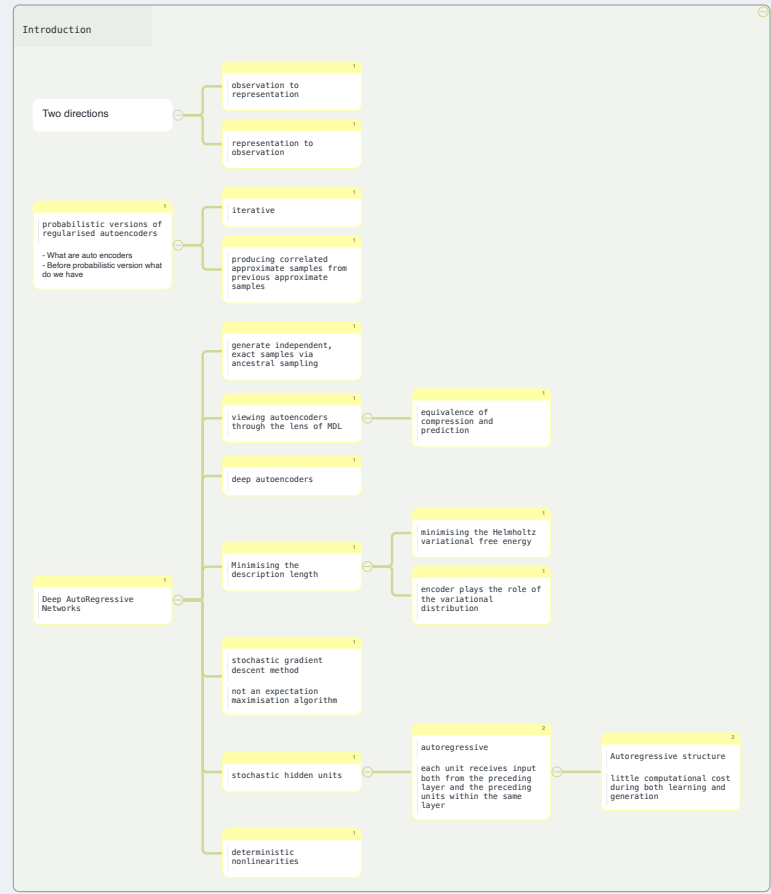 Introduction
Two directions
1
observation to
representation
1
representation to
observation
1
probabilistic versions of
regularised autoencoders
- What are auto encoders
- Before probabilistic version what
do we have
1
iterative
1
producing correlated
approximate samples from
previous approximate
samples
1
Deep AutoRegressive
Networks
1
generate independent,
exact samples via
ancestral sampling
1
viewing autoencoders
through the lens of MDL
1
equivalence of
compression and
prediction
1
deep autoencoders
1
Minimising the
description length
1
minimising the Helmholtz
variational free energy
1
encoder plays the role of
the variational
distribution
1
stochastic gradient
descent method
not an expectation
maximisation algorithm
1
stochastic hidden units
2
autoregressive
each unit receives input
both from the preceding
layer and the preceding
units within the same
layer
2
Autoregressive structure
little computational cost
during both learning and
generation
1
deterministic
nonlinearities